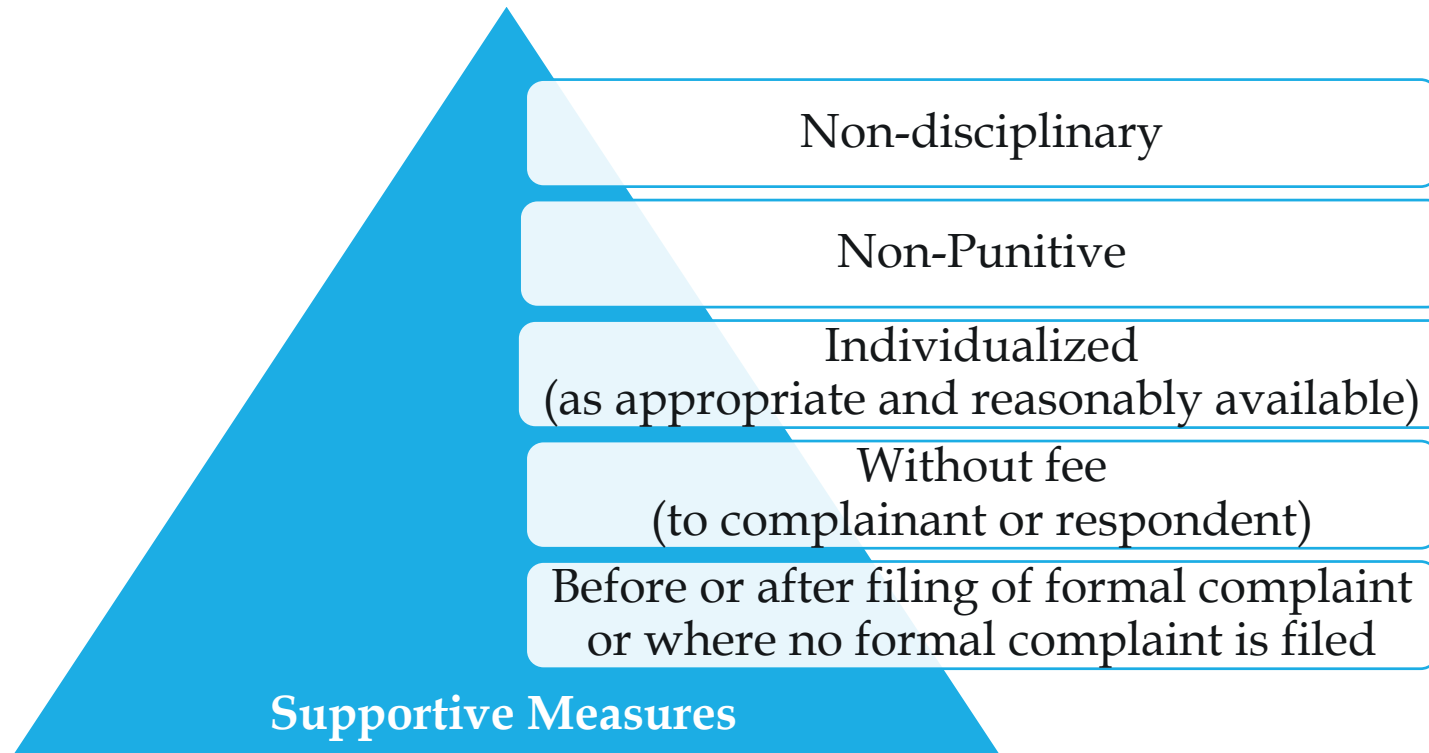 Non-disciplinary
Non-Punitive
Individualized
(as appropriate and reasonably available)
Without fee
(to complainant or respondent)
Before or after filing of formal complaint
or where no formal complaint is filed
Supportive Measures